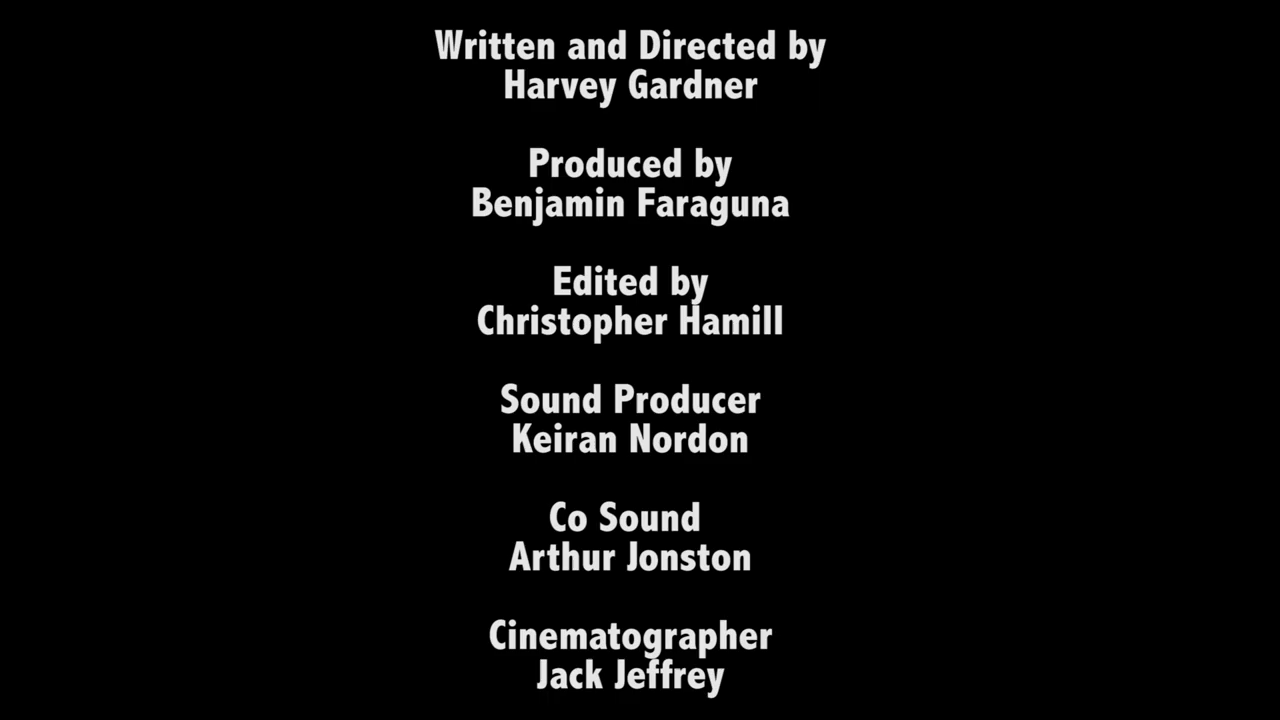 Written and Directed by
Harvey Gardner
Produced by
Benjamin Faraguna
Edited by
Christopher Hamill
Sound Producer
Keiran Nordon
Co Sound
Arthur Jonston
Cinematographer
Jack Jeffrey